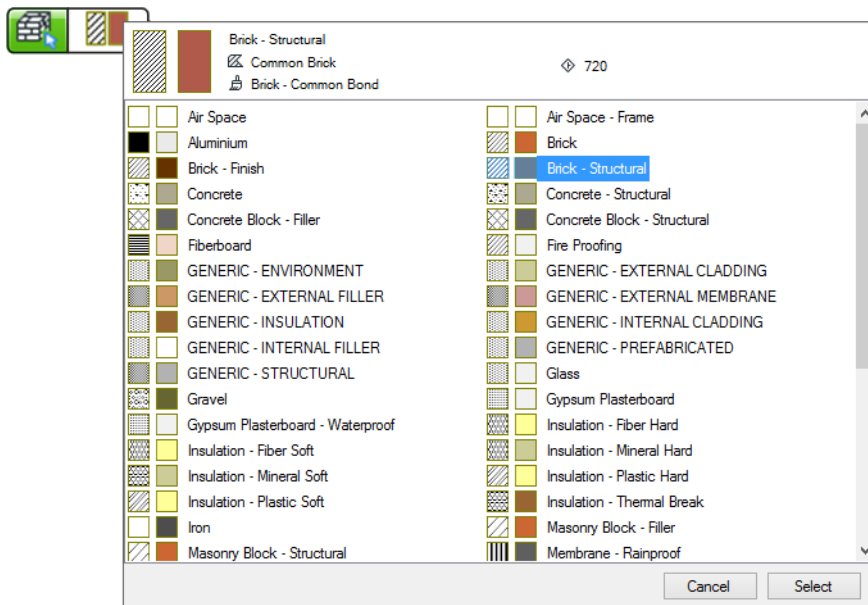 Brick - Structural
Common Brick
720
Brick - Common Bond
Air Space
Air Space - Frame
Aluminium
Brick
Brick - Finish
Brick - Structural
Concrete
Concrete - Structural
Concrete Block - Filler
Concrete Block - Structural
Fiberboard
Fire Proofing
GENERIC - ENVIRONMENT
GENERIC - EXTERNAL CLADDING
GENERIC - EXTERNAL FILLER
GENERIC - EXTERNAL MEMBRANE
GENERIC - INSULATION
GENERIC - INTERNAL CLADDING
GENERIC - INTERNAL FILLER
GENERIC - PREFABRICATED
GENERIC - STRUCTURAL
Glass
Gravel
Gypsum Plasterboard
Gypsum Plasterboard - Waterproof
Insulation - Fiber Hard
Insulation - Fiber Soft
Insulation - Mineral Hard
Insulation - Mineral Soft
Insulation - Plastic Hard
Insulation - Plastic Soft
Insulation - Thermal Break
Iron
Masonry Block - Filler
Masonry Block - Structural
Membrane - Rainproof
Cancel
Select